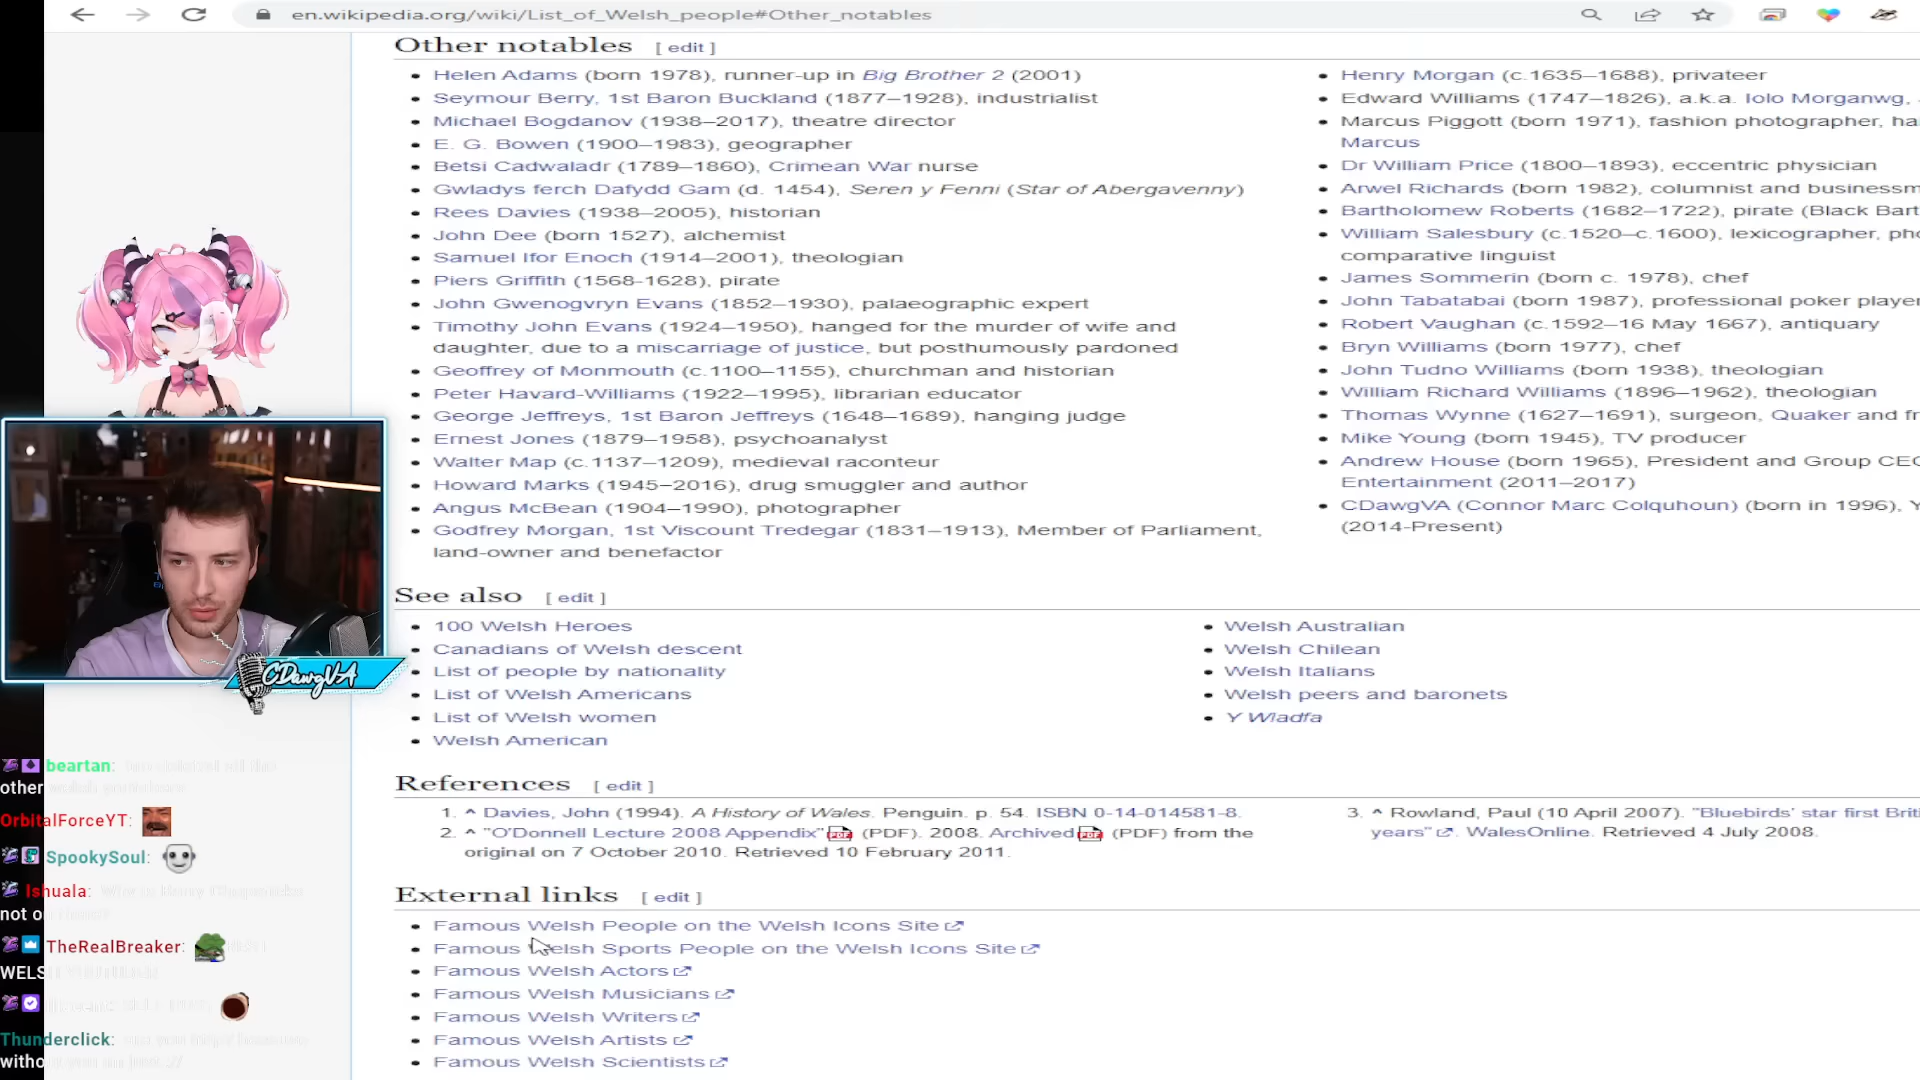 en.wikipedia.org/wiki/List_of_Welsh_people#Other_notables
Other notables [ edit ]
Helen Adams (born 1978), runner-up in Big Brother 2 (2001)
Seymour Berry, 1st Baron Buckland (1877–1928), industrialist
Michael Bogdanov (1938–2017), theatre director
E. G. Bowen (1900–1983), geographer
Betsi Cadwaladr (1789–1860), Crimean War nurse
Gwladys ferch Dafydd Gam (d. 1454), Seren y Fenni (Star of Abergavenny)
Rees Davies (1938–2005), historian
John Dee (born 1527), alchemist
Samuel Ifor Enoch (1914–2001), theologian
Piers Griffith (1568-1628), pirate
John Gwenogvryn Evans (1852–1930), palaeographic expert
Timothy John Evans (1924–1950), hanged for the murder of wife and
daughter, due to a miscarriage of justice, but posthumously pardoned
Geoffrey of Monmouth (c.1100–1155), churchman and historian
Peter Havard-Williams (1922–1995), librarian educator
George Jeffreys, 1st Baron Jeffreys (1648–1689), hanging judge
Ernest Jones (1879–1958), psychoanalyst
Walter Map (c.1137–1209), medieval raconteur
Howard Marks (1945–2016), drug smuggler and author
Angus McBean (1904–1990), photographer
Godfrey Morgan, 1st Viscount Tredegar (1831–1913), Member of Parliament,
land-owner and benefactor
Henry Morgan (c.1635–1688), privateer
Edward Williams (1747–1826), a.k.a. Iolo Morganwg,
Marcus Piggott (born 1971), fashion photographer, ha
Marcus
Dr William Price (1800–1893), eccentric physician
Arwel Richards (born 1982), columnist and businessm
Bartholomew Roberts (1682–1722), pirate (Black Bart
William Salesbury (c.1520–c.1600), lexicographer, pho
comparative linguist
James Sommerin (born c. 1978), chef
John Tabatabai (born 1987), professional poker player
Robert Vaughan (c.1592–16 May 1667), antiquary
Bryn Williams (born 1977), chef
John Tudno Williams (born 1938), theologian
William Richard Williams (1896–1962), theologian
Thomas Wynne (1627–1691), surgeon, Quaker and fr
Mike Young (born 1945), TV producer
Andrew House (born 1965), President and Group CEO
Entertainment (2011–2017)
CDawgVA (Connor Marc Colquhoun) (born in 1996), Y
(2014-Present)
See also [ edit ]
100 Welsh Heroes
Canadians of Welsh descent
List of people by nationality
List of Welsh Americans
List of Welsh women
Welsh American
Welsh Australian
Welsh Chilean
Welsh Italians
Welsh peers and baronets
Y Wladfa
References [ edit ]
1. ^ Davies, John (1994). A History of Wales. Penguin. p. 54. ISBN 0-14-014581-8.
2. ^ "O'Donnell Lecture 2008 Appendix" (PDF). 2008. Archived (PDF) from the
original on 7 October 2010. Retrieved 10 February 2011.
3. ^ Rowland, Paul (10 April 2007). "Bluebirds' star first Briti
years". WalesOnline. Retrieved 4 July 2008.
External links [ edit ]
Famous Welsh People on the Welsh Icons Site
Famous Welsh Sports People on the Welsh Icons Site
Famous Welsh Actors
Famous Welsh Musicians
Famous Welsh Writers
Famous Welsh Artists
Famous Welsh Scientists
CDawgVA
beartan:
other
OrbitalForceYT:
SpookySoul:
Ishuala:
not
TheRealBreaker:
Thunderclick: